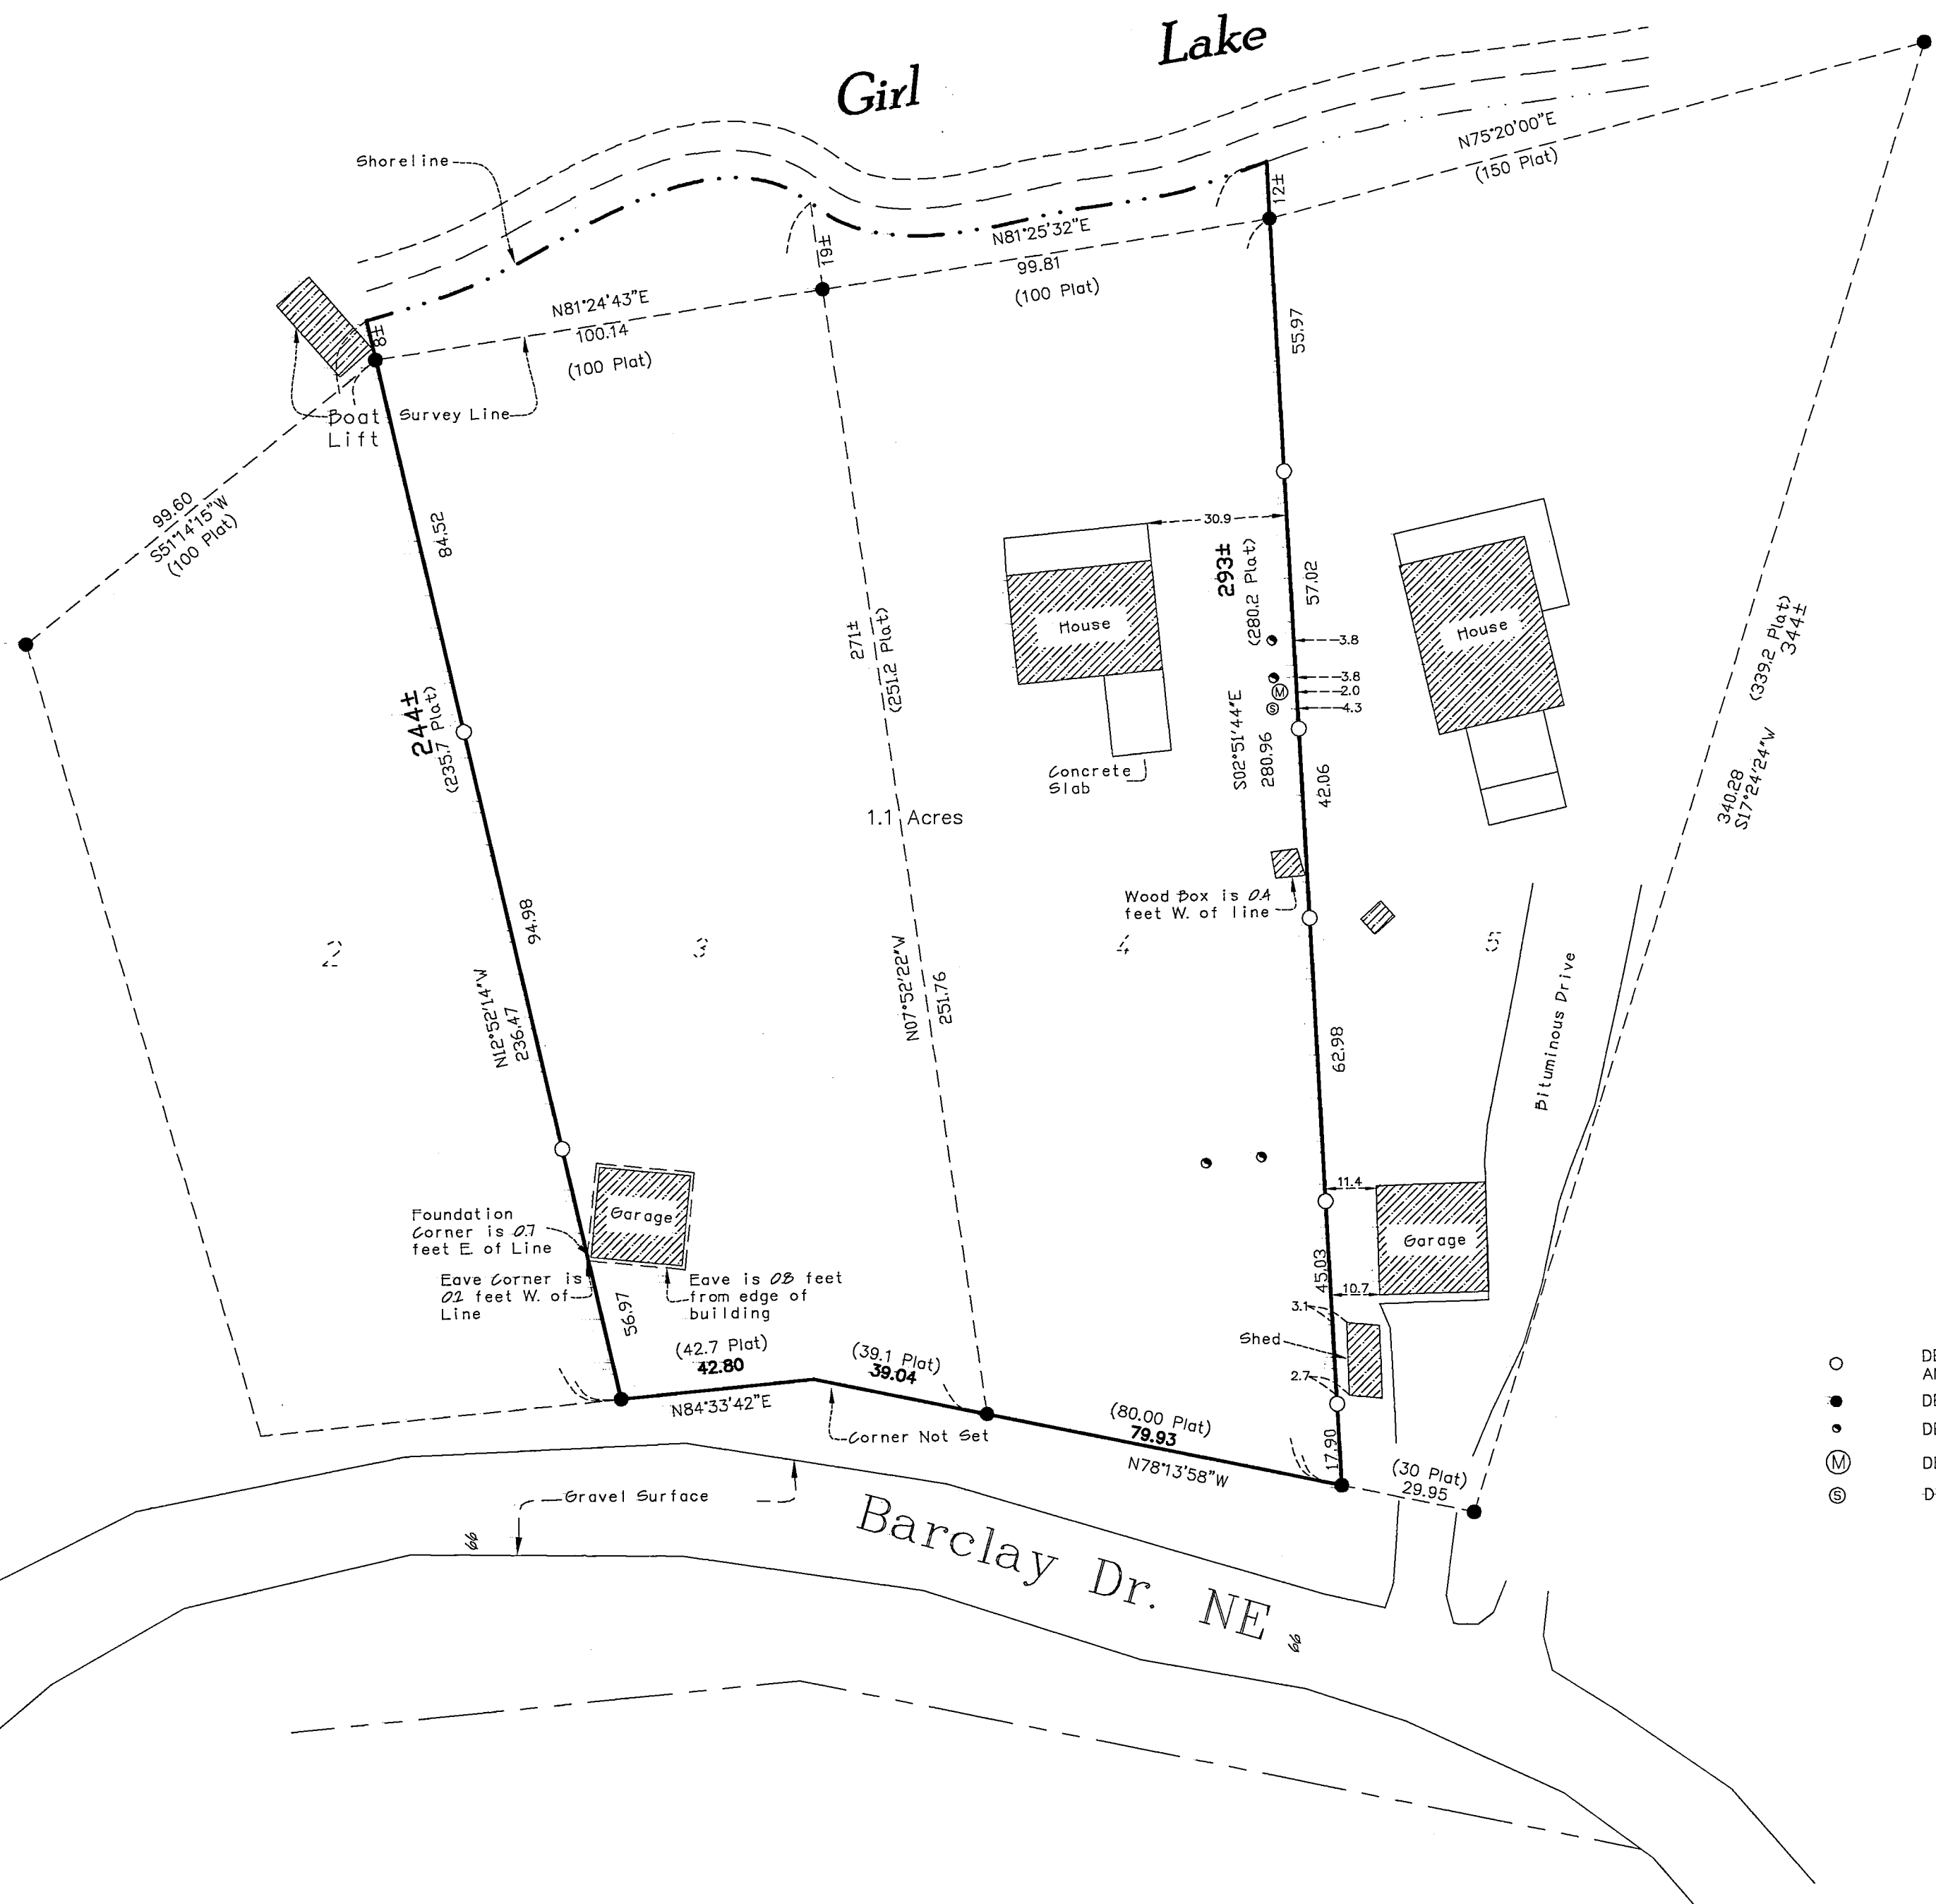 Girl Lake
Shoreline
N75°20'00"E
(150 Plat)
12±
19±
N81°25'32"E
99.81
(100 Plat)
8±
N81°24'43"E
100.14
(100 Plat)
Boat
Lift
Survey Line
55.97
99.60
S51°14'15"W
(100 Plat)
84.52
30.9
293±
(280.2 Plat)
57.02
House
House
3.8
3.8
M
2.0
S
4.3
271±
(251.2 Plat)
(339.2 Plat)
344±
244±
(235.7 Plat)
S02°51'44"E
280.96
Concrete
Slab
42.06
340.28
S17°24'24"W
1.1 Acres
Wood Box is 0.4
feet W. of line
94.98
2
3
4
5
N12°52'14"W
236.47
N07°52'22"W
251.76
62.98
Bituminous Drive
11.4
Garage
Garage
Foundation
Corner is 0.7
feet E. of Line
Eave Corner is
0.2 feet W. of
Line
Eave is 0.8 feet
from edge of
building
56.97
45.03
10.7
3.1
Shed
2.7
(42.7 Plat)
42.80
N84°33'42"E
(39.1 Plat)
39.04
Corner Not Set
(80.00 Plat)
79.93
N78°13'58"W
17.90
(30 Plat)
29.95
Gravel Surface
66
Barclay Dr. NE
66
M
S